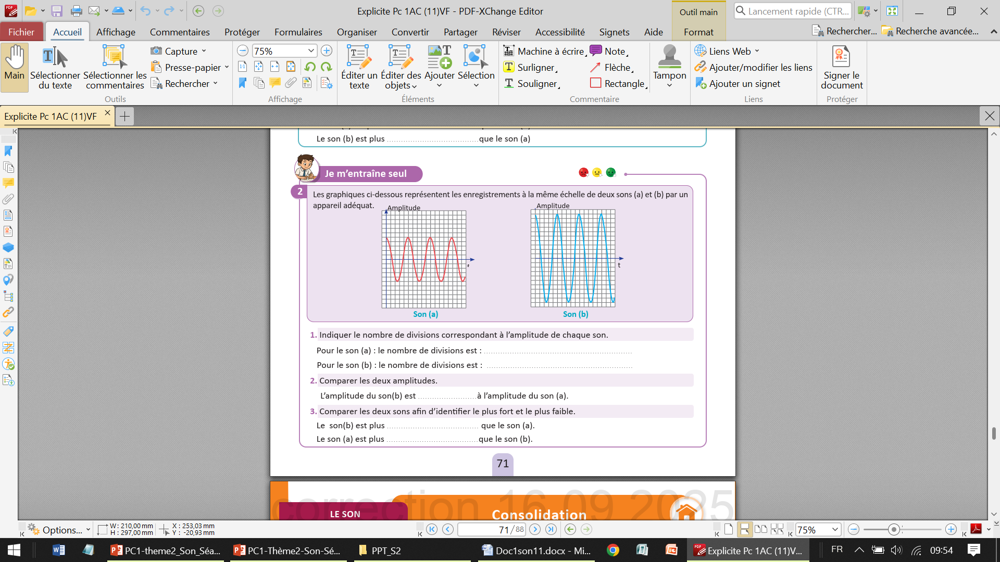 Explicite Pc 1AC (11)VF - PDF-XChange Editor
Outil main
Lancement rapide (CTR...
Fichier
Accueil
Affichage
Commentaires
Protéger
Formulaires
Organiser
Convertir
Partager
Réviser
Accessibilité
Signets
Aide
Format
Rechercher...
Recherche avancée...
Main
Sélectionner du texte
Sélectionner les commentaires
Capture
Presse-papier
Rechercher
Outils
75%
Affichage
Éditer un texte
Éditer des objets
Ajouter
Sélection
Éléments
Machine à écrire
Surligner
Souligner
Note
Flèche
Rectangle
Commentaire
Tampon
Liens Web
Ajouter/modifier les liens
Ajouter un signet
Liens
Signer le document
Protéger
Explicite Pc 1AC (11)VF
Le son (b) est plus ....................................... que le son (a)
Je m'entraîne seul
2
Les graphiques ci-dessous représentent les enregistrements à la même échelle de deux sons (a) et (b) par un
appareil adéquat.
Amplitude
t
Son (a)
Amplitude
t
Son (b)
1. Indiquer le nombre de divisions correspondant à l'amplitude de chaque son.
Pour le son (a) : le nombre de divisions est : ...............................................................
Pour le son (b) : le nombre de divisions est : ..............................................................
2. Comparer les deux amplitudes.
L'amplitude du son(b) est ......................... à l'amplitude du son (a).
3. Comparer les deux sons afin d'identifier le plus fort et le plus faible.
Le son(b) est plus ....................................... que le son (a).
Le son (a) est plus ....................................... que le son (b).
71
correction 16 09 2025
LE SON
Consolidation
Options...
W : 210,00 mm
H : 297,00 mm
X : 253,03 mm
Y : -20,93 mm
71 / 88
75%
PC1-theme2_Son_Séa...
PC1-Thème2-Son-Sé...
PPT_S2
Doc1son11.docx - Mi...
Explicite Pc 1AC (11)V...
FR
09:54